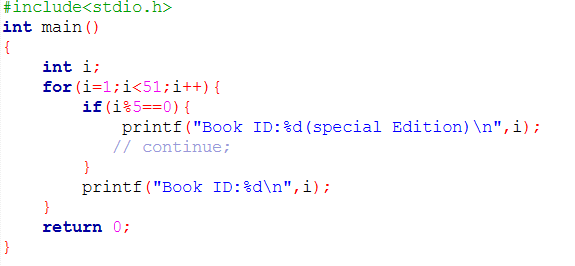 #include<stdio.h>
int main()
{
    int i;
    for(i=1;i<51;i++){
        if(i%5==0){
            printf("Book ID:%d(special Edition)\n",i);
           // continue;
        }
        printf("Book ID:%d\n",i);
    }
    return 0;
}